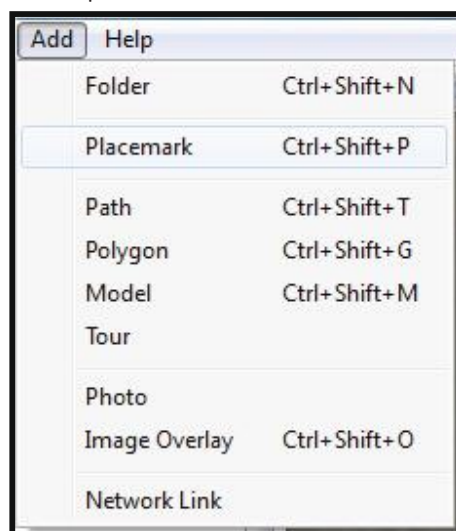 Add Help
Folder Ctrl+Shift+N
Placemark Ctrl+Shift+P
Path Ctrl+Shift+T
Polygon Ctrl+Shift+G
Model Ctrl+Shift+M
Tour
Photo
Image Overlay Ctrl+Shift+O
Network Link